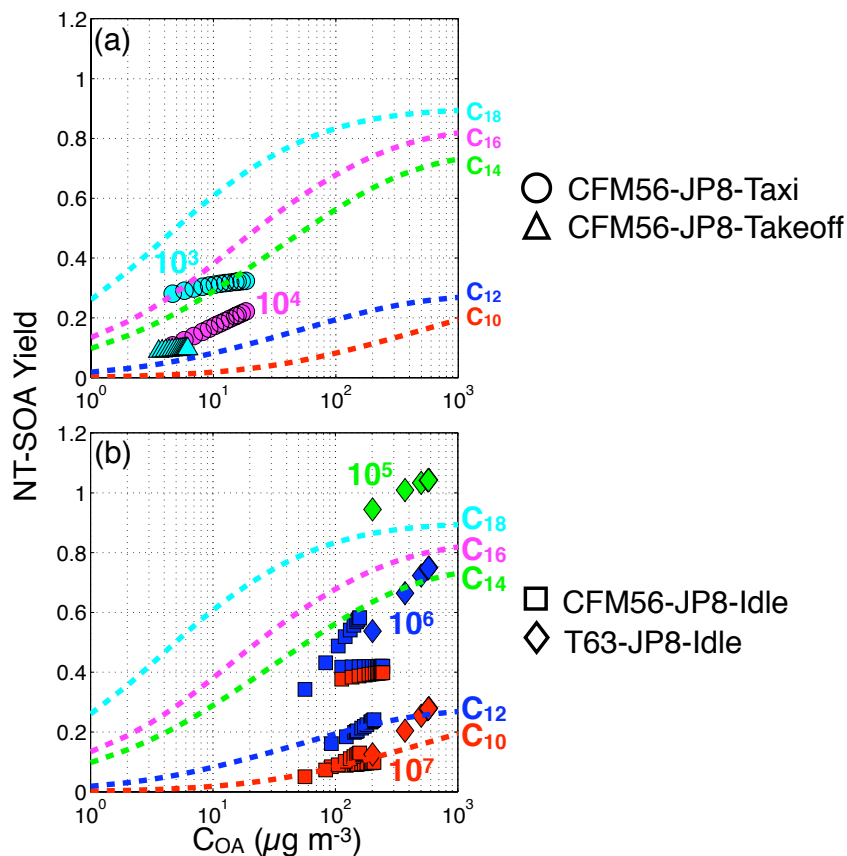 NT-SOA Yield
(a)
1.2
1
0.8
0.6
0.4
0.2
0
10³
10⁴
C₁₈
C₁₆
C₁₄
C₁₂
C₁₀
10⁰
10¹
10²
10³
CFM56-JP8-Taxi
CFM56-JP8-Takeoff
(b)
1.2
1
0.8
0.6
0.4
0.2
0
10⁵
10⁶
10⁷
C₁₈
C₁₆
C₁₄
C₁₂
C₁₀
10⁰
10¹
10²
10³
C_OA (µg m⁻³)
CFM56-JP8-Idle
T63-JP8-Idle